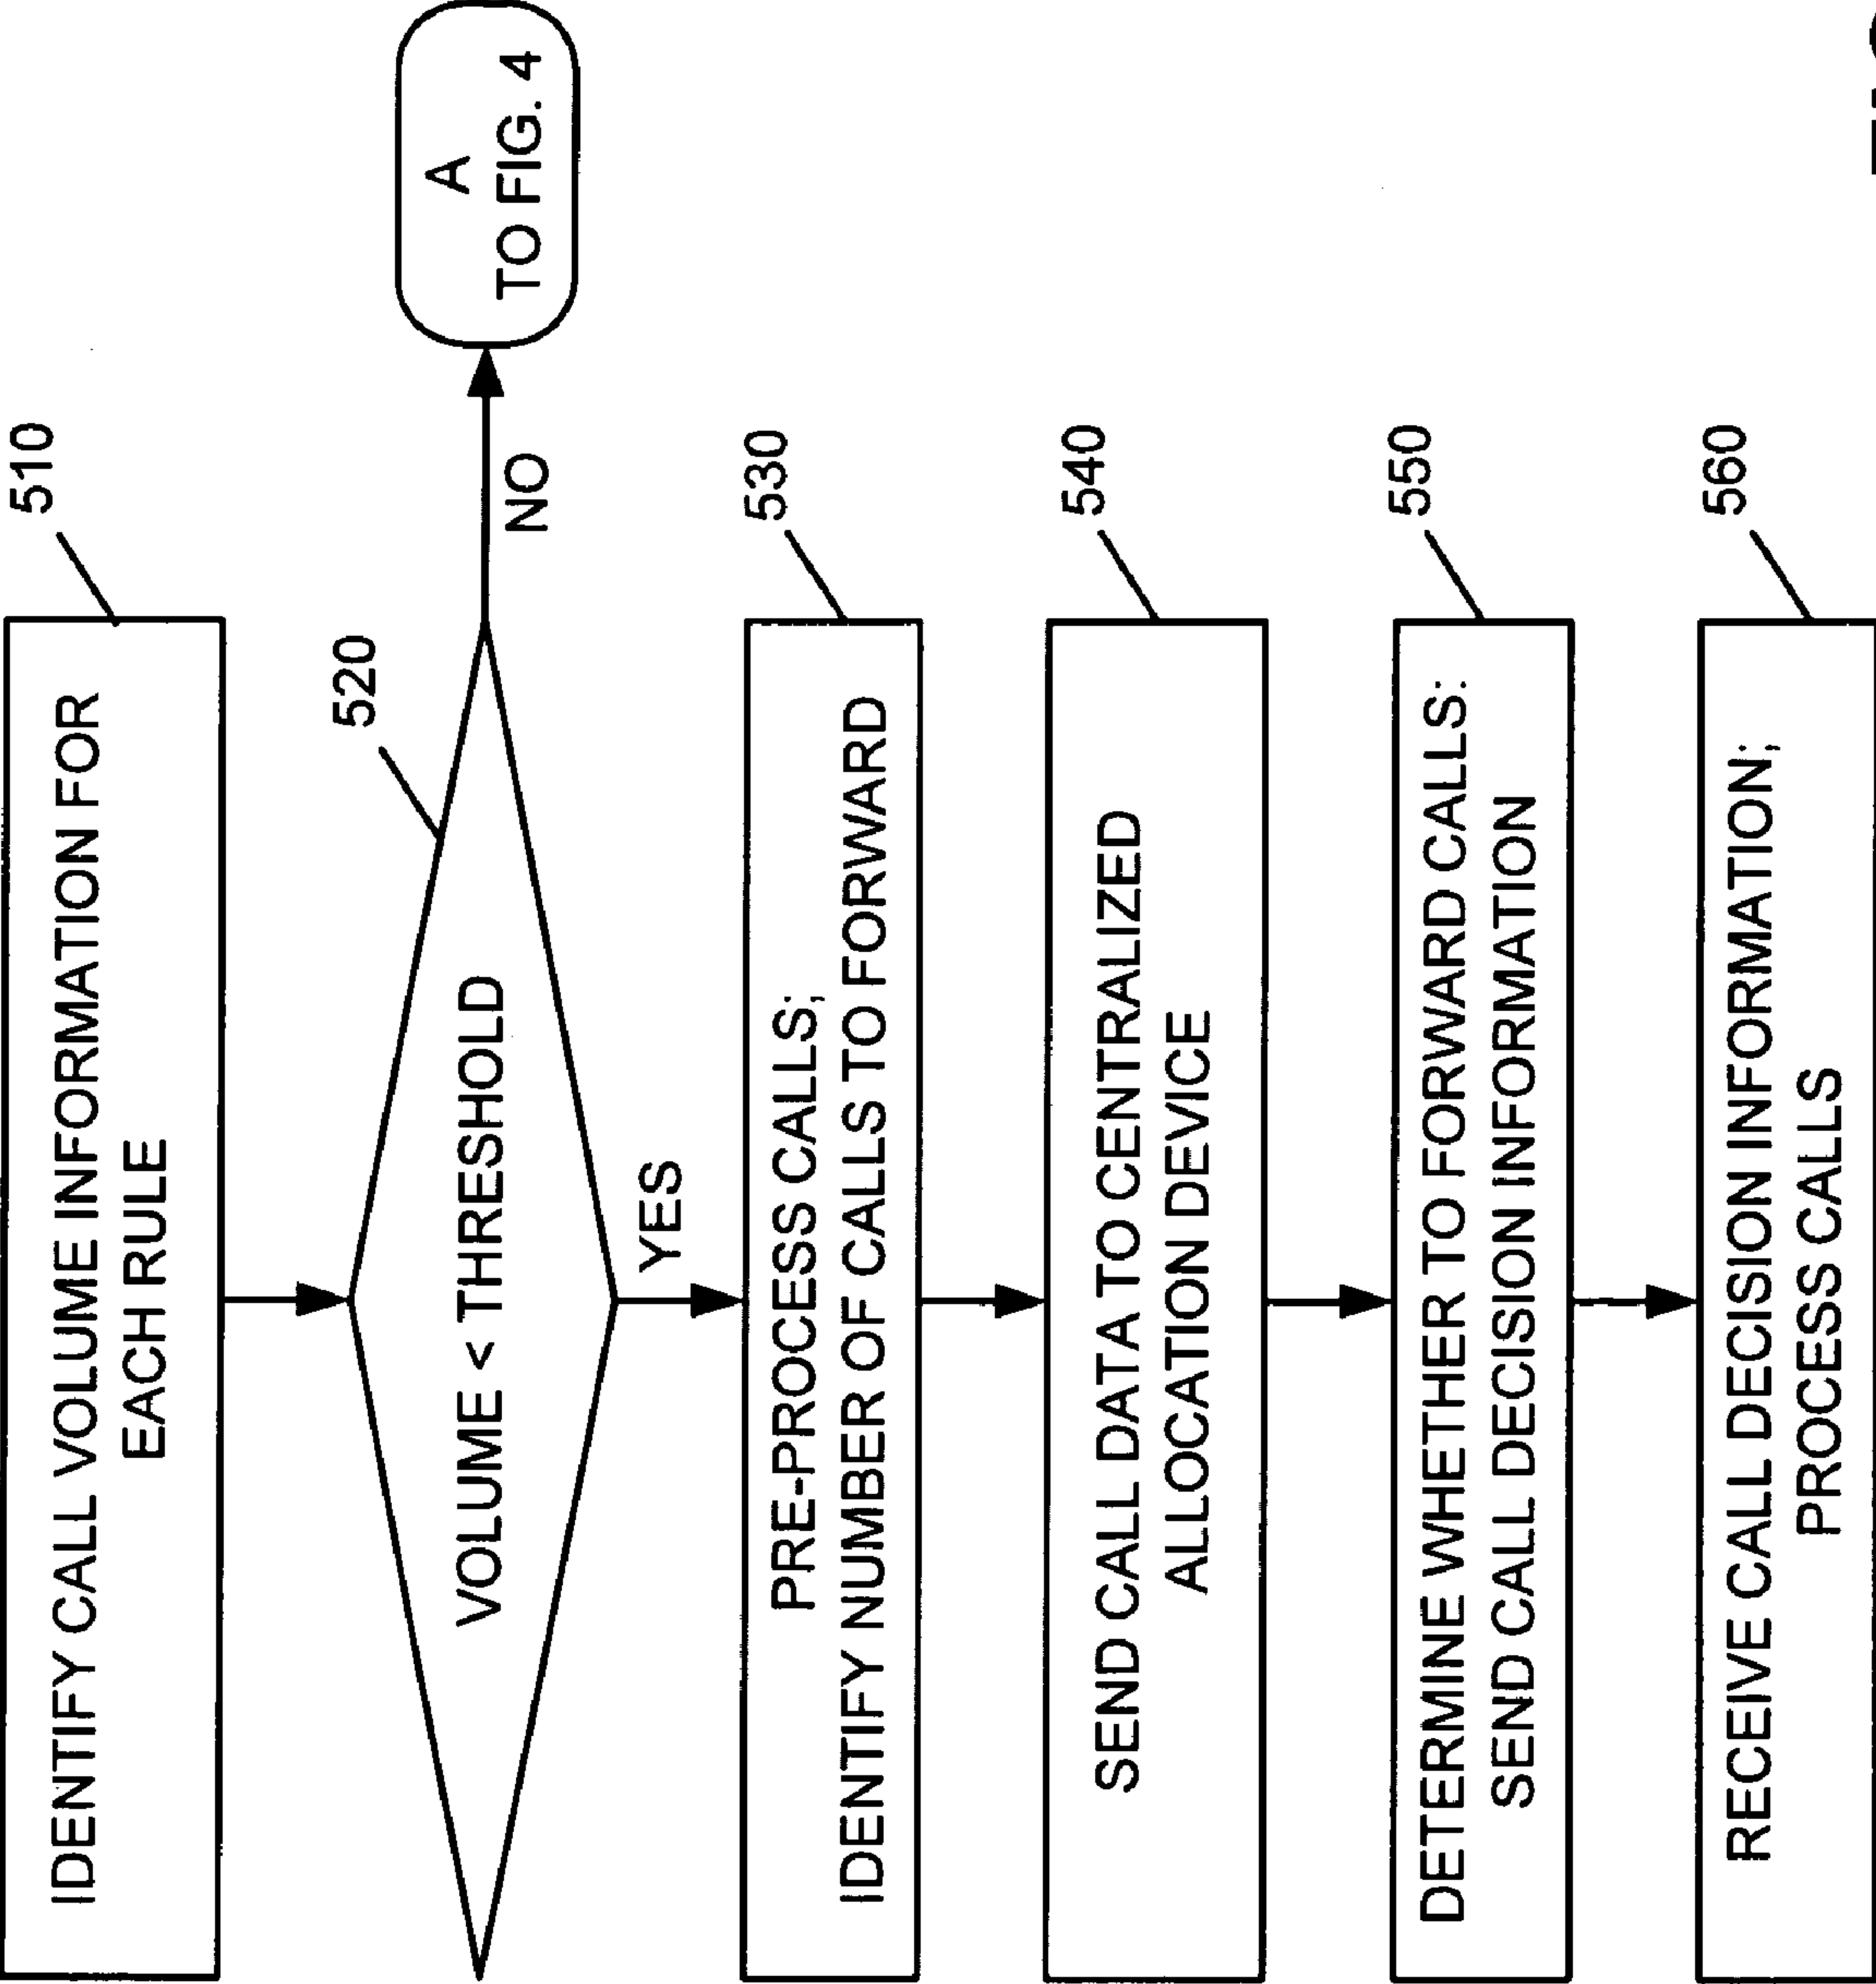 510
IDENTIFY CALL VOLUME INFORMATION FOR
EACH RULE
520
VOLUME < THRESHOLD
NO
A
TO FIG. 4
YES
530
PRE-PROCESS CALLS;
IDENTIFY NUMBER OF CALLS TO FORWARD
540
SEND CALL DATA TO CENTRALIZED
ALLOCATION DEVICE
550
DETERMINE WHETHER TO FORWARD CALLS:
SEND CALL DECISION INFORMATION
560
RECEIVE CALL DECISION INFORMATION;
PROCESS CALLS